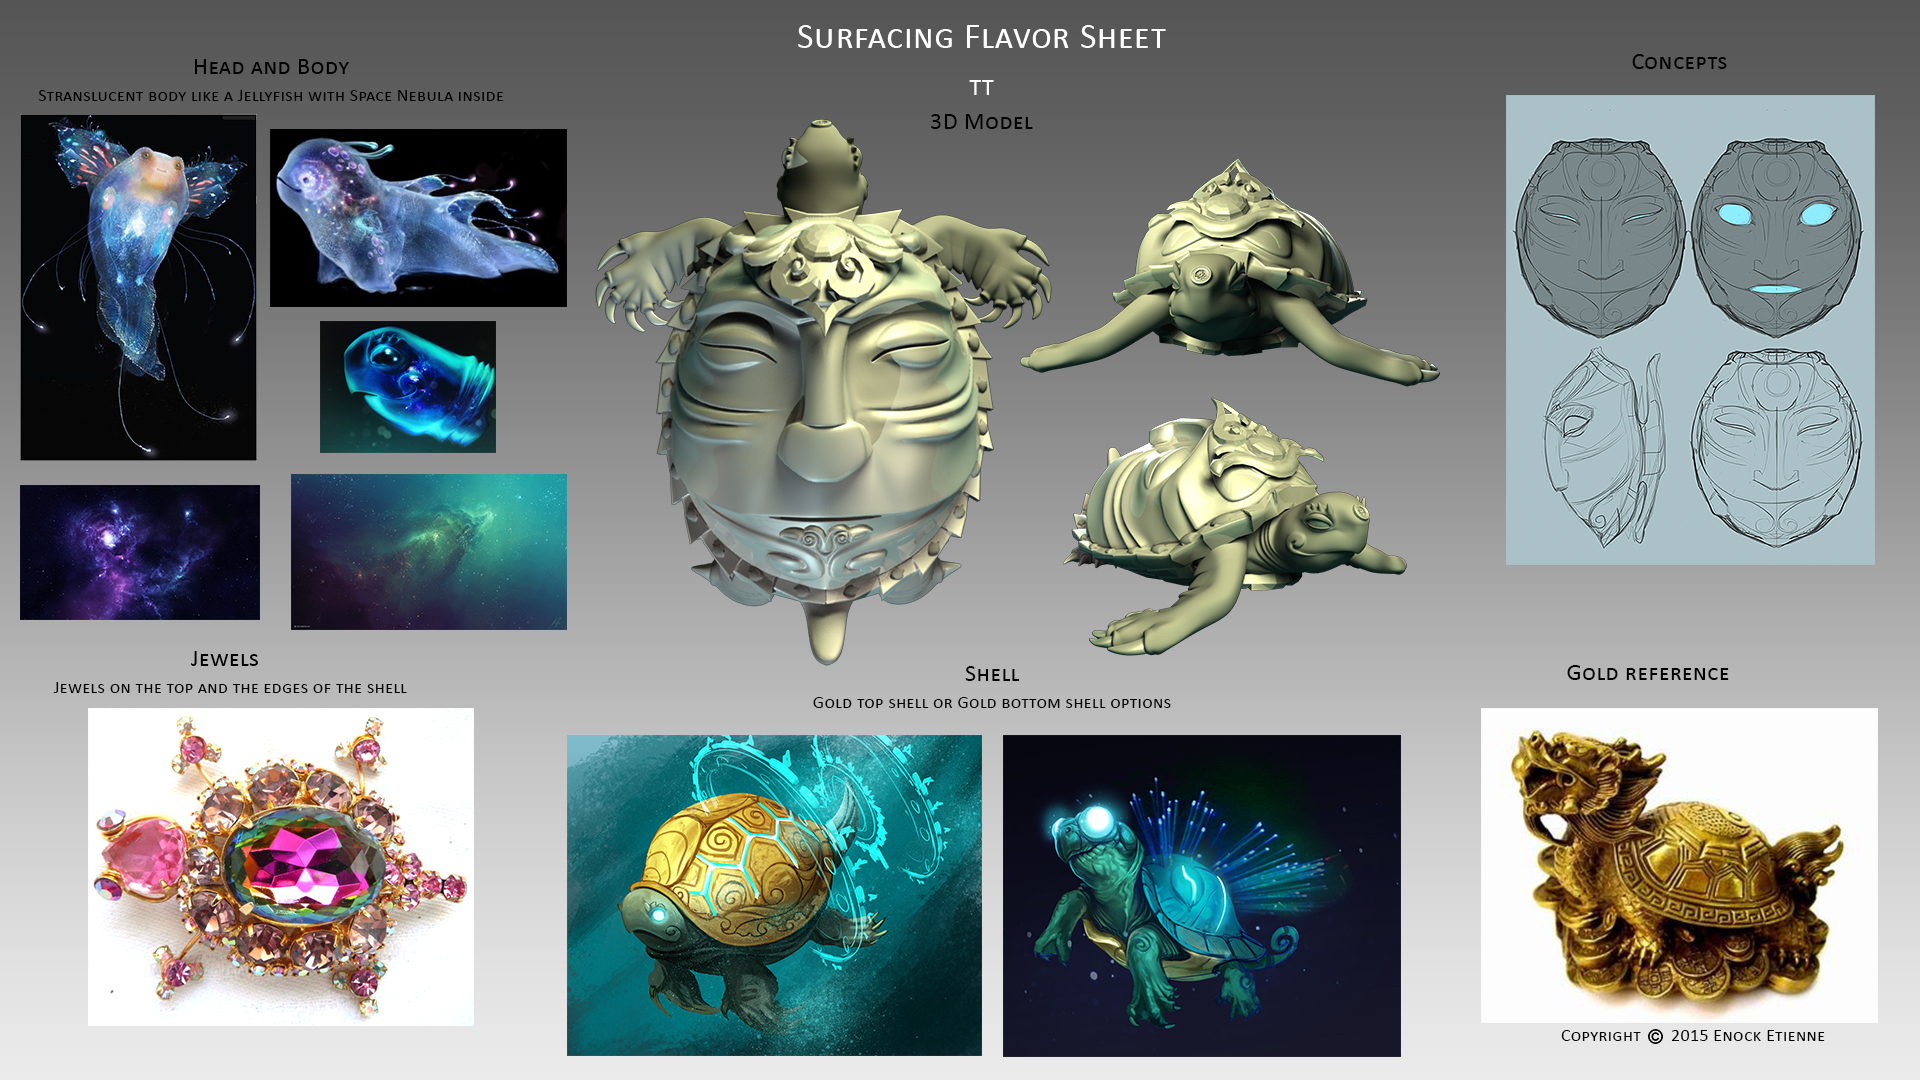 Surfacing Flavor Sheet
TT
3D Model
Head and Body
Stranslucent body like a Jellyfish with Space Nebula inside
Concepts
Jewels
Jewels on the top and the edges of the shell
Shell
Gold top shell or Gold bottom shell options
Gold reference
Copyright © 2015 Enock Etienne